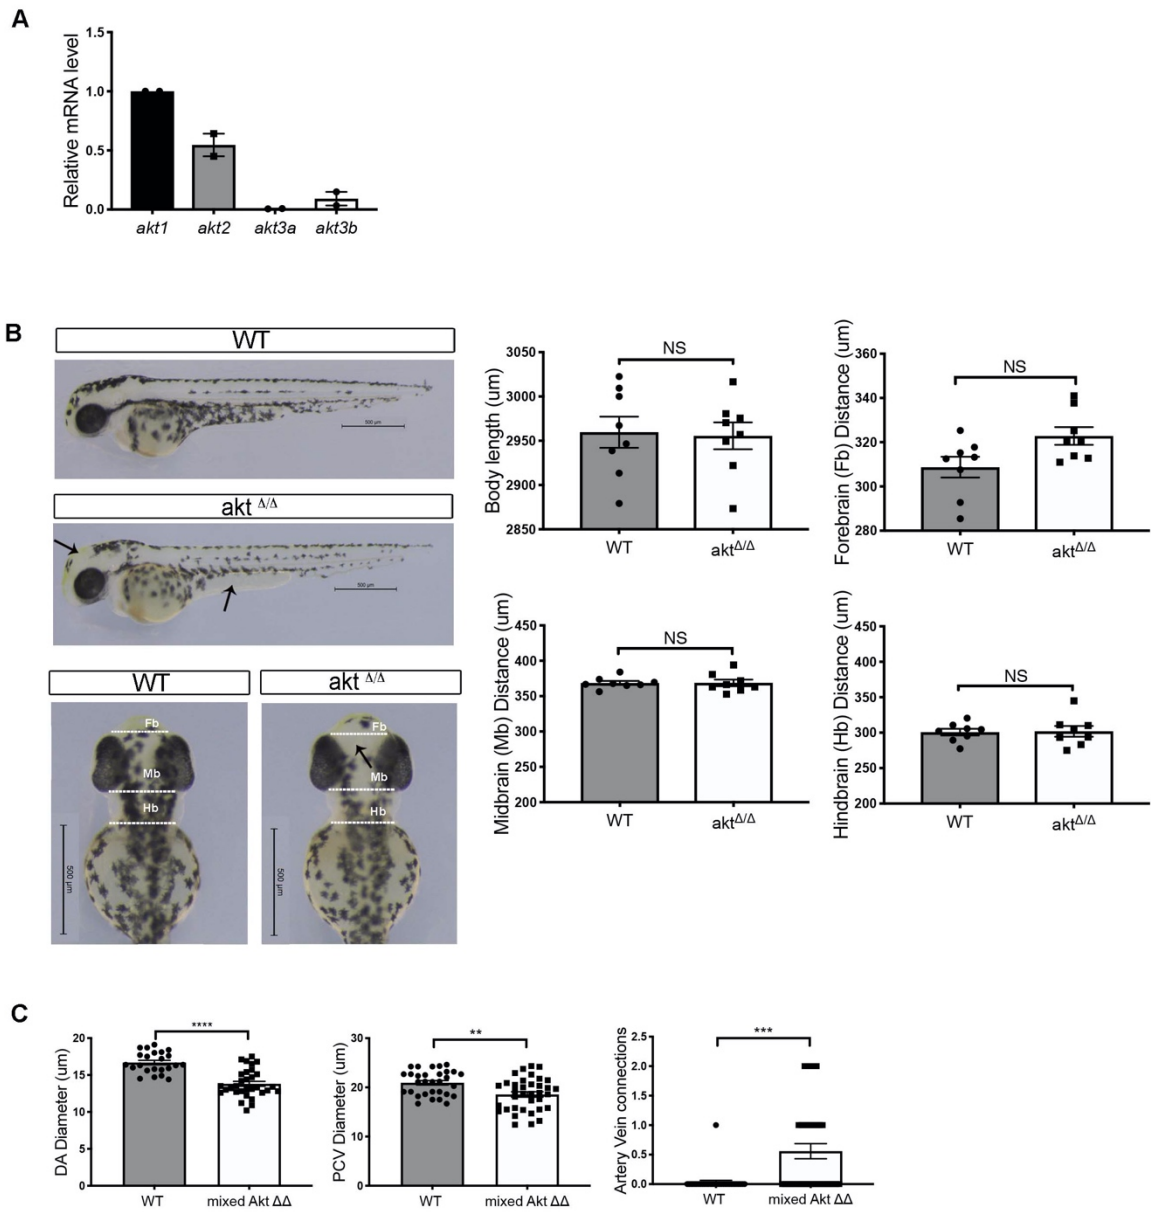 A
Relative mRNA level
1.5
1.0
0.5
0.0
akt1 akt2 akt3a akt3b
B
WT
500 µm
akt Δ/Δ
500 µm
WT
akt Δ/Δ
Fb
Mb
Hb
500 µm
Fb
Mb
Hb
500 µm
Body length (um)
3050
3000
2950
2900
2850
NS
WT aktΔ/Δ
Forebrain (Fb) Distance (um)
360
340
320
300
280
NS
WT aktΔ/Δ
Midbrain (Mb) Distance (um)
450
400
350
300
250
200
NS
WT aktΔ/Δ
Hindbrain (Hb) Distance (um)
450
400
350
300
250
200
NS
WT aktΔ/Δ
C
DA Diameter (um)
20
15
10
5
0
****
WT mixed Akt ΔΔ
PCV Diameter (um)
30
20
10
0
**
WT mixed Akt ΔΔ
Artery Vein connections
2.5
2.0
1.5
1.0
0.5
0.0
***
WT mixed Akt ΔΔ